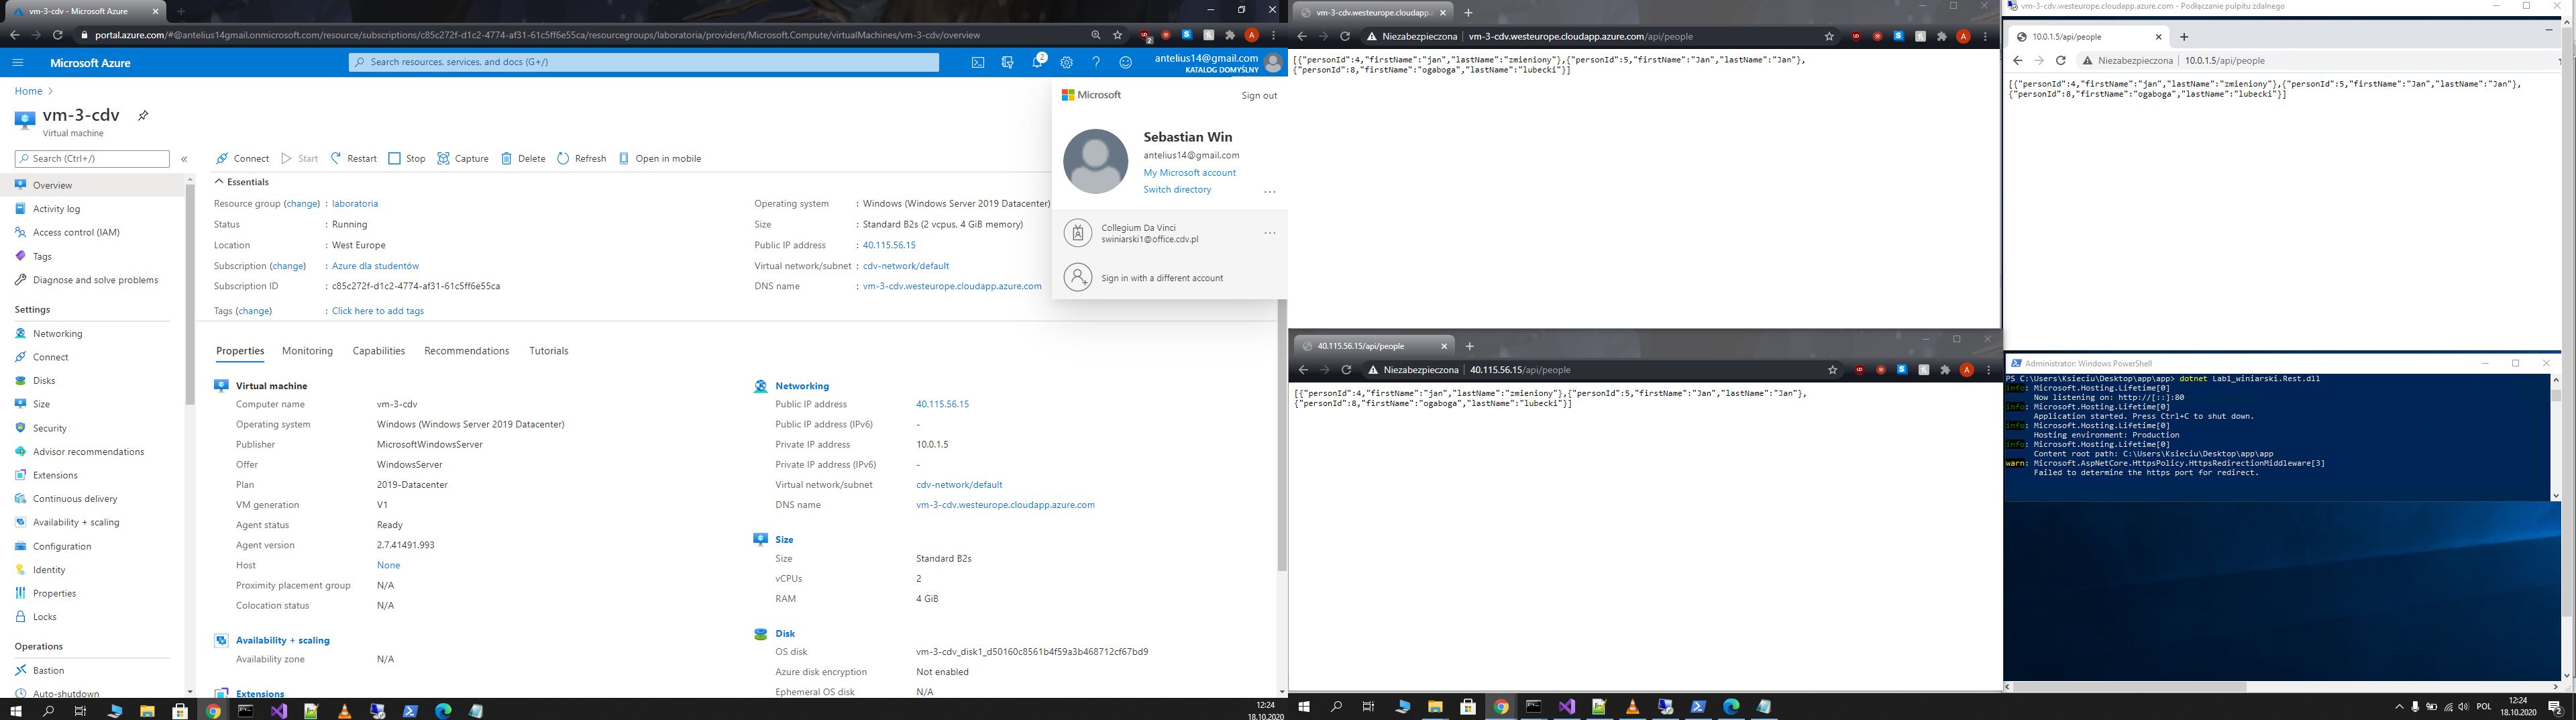 vm-3-cdv - Microsoft Azure
portal.azure.com/#@antelius14gmail.onmicrosoft.com/resource/subscriptions/c85c272f-d1c2-4774-af31-61c5ff6e55ca/resourcegroups/laboratoria/providers/Microsoft.Compute/virtualMachines/vm-3-cdv/overview
Microsoft Azure
Search resources, services, and docs (G+/)
2
antelius14@gmail.com
KATALOG DOMYŚLNY
Home
vm-3-cdv
Virtual machine
Search (Ctrl+/)
Overview
Activity log
Access control (IAM)
Tags
Diagnose and solve problems
Settings
Networking
Connect
Disks
Size
Security
Advisor recommendations
Extensions
Continuous delivery
Availability + scaling
Configuration
Identity
Properties
Locks
Operations
Bastion
Auto-shutdown
Connect Start Restart Stop Capture Delete Refresh Open in mobile
Essentials
Resource group (change) : laboratoria
Status : Running
Location : West Europe
Subscription (change) : Azure dla studentów
Subscription ID : c85c272f-d1c2-4774-af31-61c5ff6e55ca
Tags (change) : Click here to add tags
Operating system : Windows (Windows Server 2019 Datacenter)
Size : Standard B2s (2 vcpus, 4 GiB memory)
Public IP address : 40.115.56.15
Virtual network/subnet : cdv-network/default
DNS name : vm-3-cdv.westeurope.cloudapp.azure.com
Microsoft Sign out
Sebastian Win
antelius14@gmail.com
My Microsoft account
Switch directory
Collegium Da Vinci
swiniarski1@office.cdv.pl
Sign in with a different account
Properties Monitoring Capabilities Recommendations Tutorials
Virtual machine
Computer name vm-3-cdv
Operating system Windows (Windows Server 2019 Datacenter)
Publisher MicrosoftWindowsServer
Offer WindowsServer
Plan 2019-Datacenter
VM generation V1
Agent status Ready
Agent version 2.7.41491.993
Host None
Proximity placement group N/A
Colocation status N/A
Availability + scaling
Availability zone N/A
Extensions
Networking
Public IP address 40.115.56.15
Public IP address (IPv6) -
Private IP address 10.0.1.5
Private IP address (IPv6) -
Virtual network/subnet cdv-network/default
DNS name vm-3-cdv.westeurope.cloudapp.azure.com
Size
Size Standard B2s
vCPUs 2
RAM 4 GiB
Disk
OS disk vm-3-cdv_disk1_d50160c8561b4f59a3b468712cf67bd9
Azure disk encryption Not enabled
Ephemeral OS disk N/A
12:24
18.10.2020
vm-3-cdv.westeurope.cloudapp.
Niezabezpieczona | vm-3-cdv.westeurope.cloudapp.azure.com/api/people
[{"personId":4,"firstName":"jan","lastName":"zmieniony"},{"personId":5,"firstName":"Jan","lastName":"Jan"},
{"personId":8,"firstName":"ogaboga","lastName":"lubecki"}]
40.115.56.15/api/people
Niezabezpieczona | 40.115.56.15/api/people
[{"personId":4,"firstName":"jan","lastName":"zmieniony"},{"personId":5,"firstName":"Jan","lastName":"Jan"},
{"personId":8,"firstName":"ogaboga","lastName":"lubecki"}]
vm-3-cdv.westeurope.cloudapp.azure.com - Podłączanie pulpitu zdalnego
10.0.1.5/api/people
Niezabezpieczona | 10.0.1.5/api/people
[{"personId":4,"firstName":"jan","lastName":"zmieniony"},{"personId":5,"firstName":"Jan","lastName":"Jan"},
{"personId":8,"firstName":"ogaboga","lastName":"lubecki"}]
Administrator: Windows PowerShell
PS C:\Users\Ksieciu\Desktop\app\app> dotnet Lab1_winiarski.Rest.dll
info: Microsoft.Hosting.Lifetime[0]
Now listening on: http://[::]:80
info: Microsoft.Hosting.Lifetime[0]
Application started. Press Ctrl+C to shut down.
info: Microsoft.Hosting.Lifetime[0]
Hosting environment: Production
info: Microsoft.Hosting.Lifetime[0]
Content root path: C:\Users\Ksieciu\Desktop\app\app
warn: Microsoft.AspNetCore.HttpsPolicy.HttpsRedirectionMiddleware[3]
Failed to determine the https port for redirect.
POL
12:24
18.10.2020
2